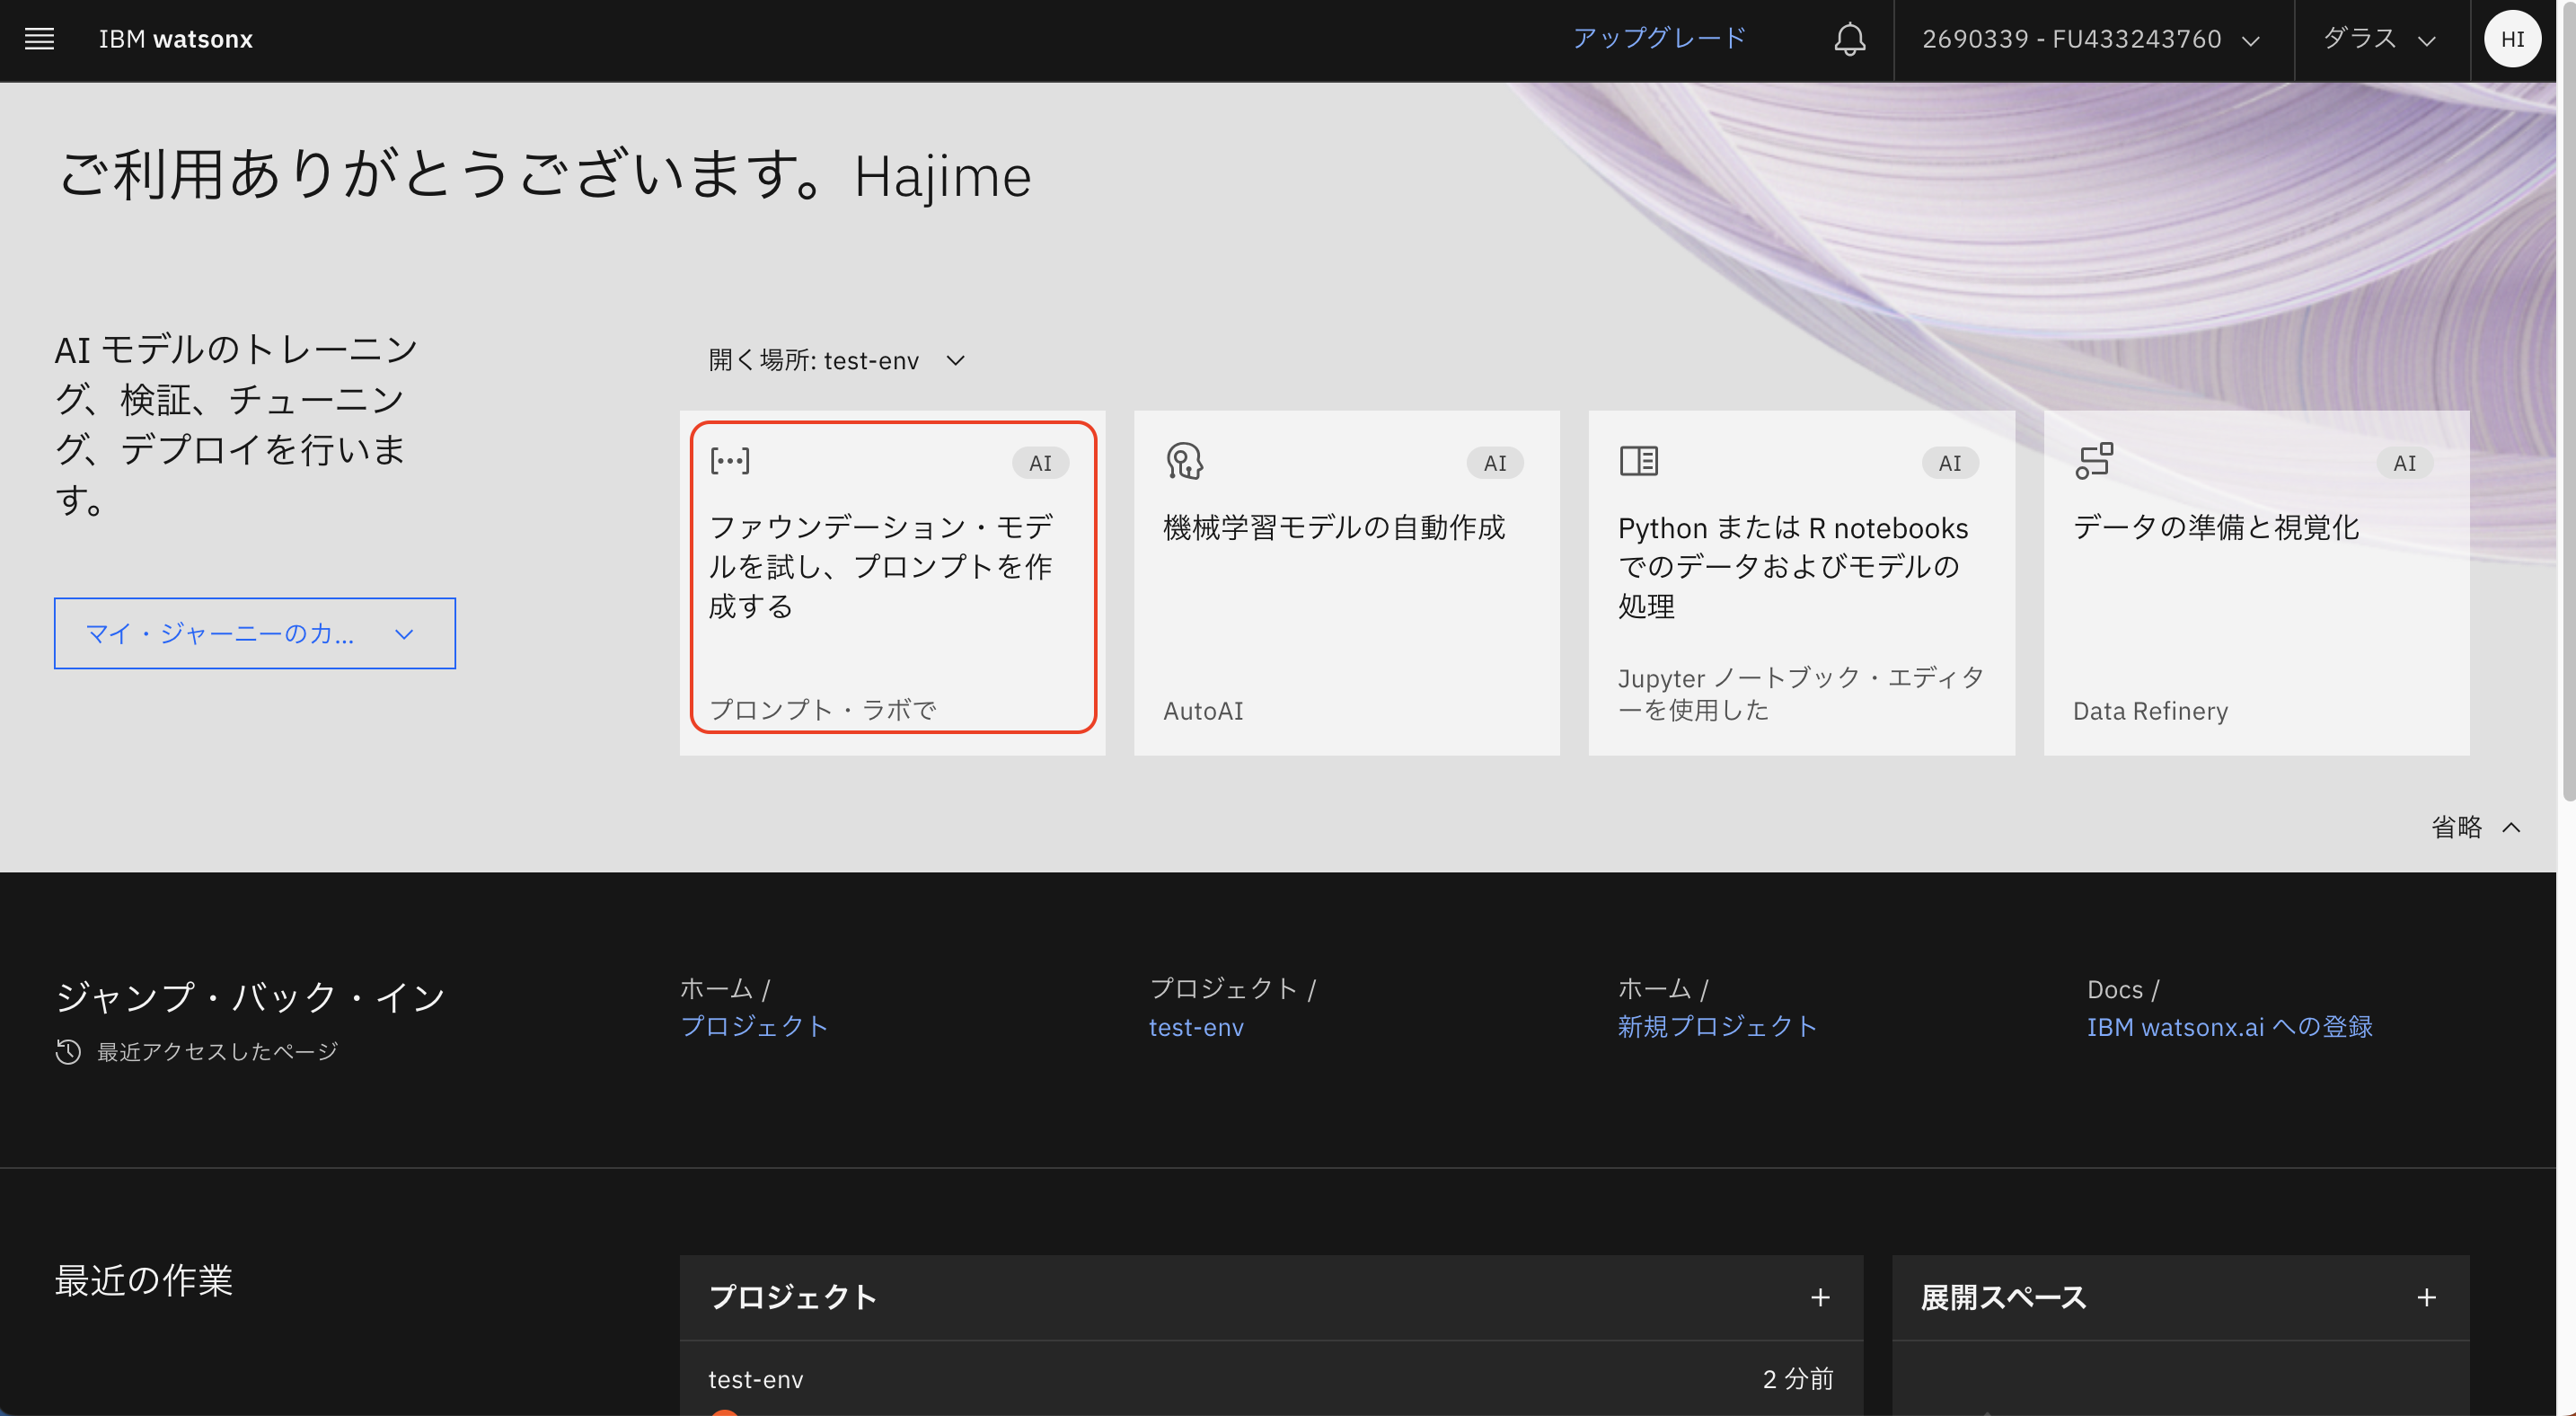 IBM watsonx
アップグレード
2690339 - FU433243760
ダラス
HI
ご利用ありがとうございます。Hajime
AI モデルのトレーニン
グ、検証、チューニン
グ、デプロイを行いま
す。
マイ・ジャーニーのカ...
開く場所: test-env
AI
ファウンデーション・モデ
ルを試し、プロンプトを作
成する
プロンプト・ラボで
AI
機械学習モデルの自動作成
AutoAI
AI
Python または R notebooks
でのデータおよびモデルの
処理
Jupyter ノートブック・エディタ
ーを使用した
AI
データの準備と視覚化
Data Refinery
省略
ジャンプ・バック・イン
最近アクセスしたページ
ホーム /
プロジェクト
プロジェクト /
test-env
ホーム /
新規プロジェクト
Docs /
IBM watsonx.ai への登録
最近の作業
プロジェクト
test-env
2 分前
展開スペース